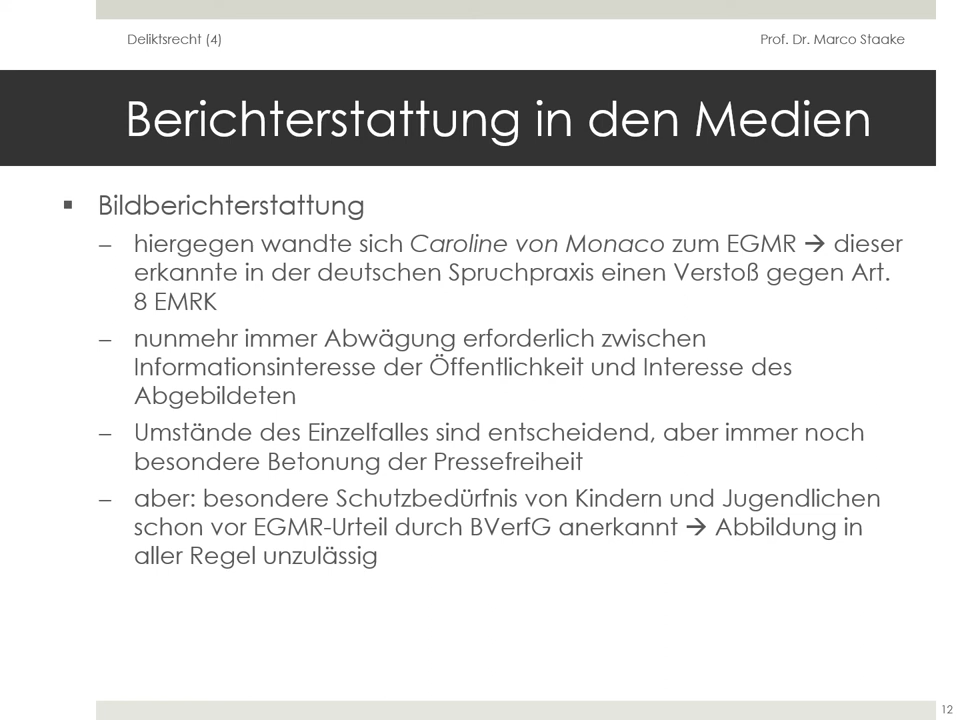 Deliktsrecht (4)
Prof. Dr. Marco Staake
Berichterstattung in den Medien
▪ Bildberichterstattung
– hiergegen wandte sich Caroline von Monaco zum EGMR → dieser
erkannte in der deutschen Spruchpraxis einen Verstoß gegen Art.
8 EMRK
– nunmehr immer Abwägung erforderlich zwischen
Informationsinteresse der Öffentlichkeit und Interesse des
Abgebildeten
– Umstände des Einzelfalles sind entscheidend, aber immer noch
besondere Betonung der Pressefreiheit
– aber: besondere Schutzbedürfnis von Kindern und Jugendlichen
schon vor EGMR-Urteil durch BVerfG anerkannt → Abbildung in
aller Regel unzulässig
12